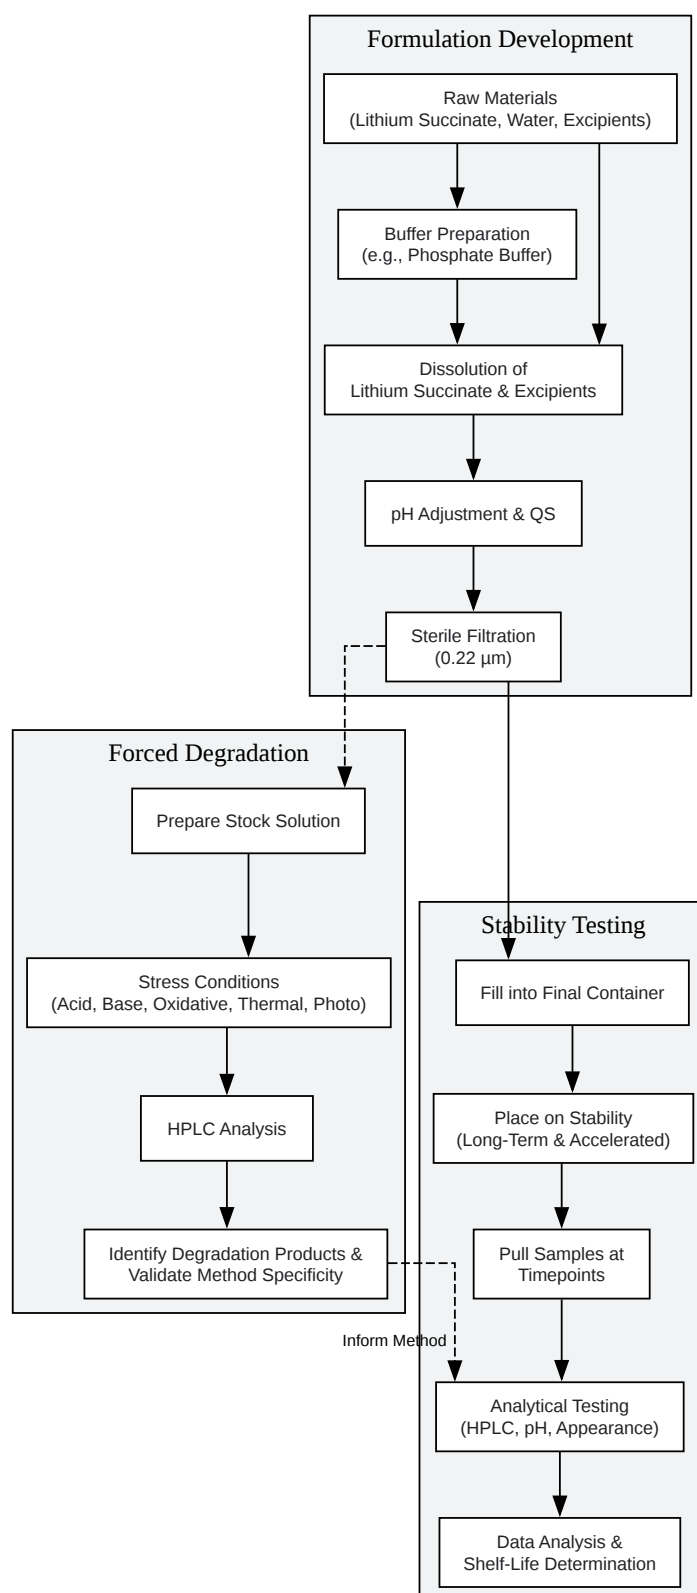 Formulation Development
Raw Materials
(Lithium Succinate, Water, Excipients)
Buffer Preparation
(e.g., Phosphate Buffer)
Dissolution of
Lithium Succinate & Excipients
pH Adjustment & QS
Sterile Filtration
(0.22 µm)
Forced Degradation
Prepare Stock Solution
Stress Conditions
(Acid, Base, Oxidative, Thermal, Photo)
HPLC Analysis
Identify Degradation Products &
Validate Method Specificity
Inform Method
Stability Testing
Fill into Final Container
Place on Stability
(Long-Term & Accelerated)
Pull Samples at
Timepoints
Analytical Testing
(HPLC, pH, Appearance)
Data Analysis &
Shelf-Life Determination